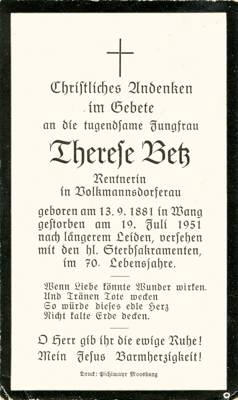 Christliches Andenken
im Gebete
an die tugendsame Jungfrau
Therese Betz
Rentnerin
in Volkmannsdorferau
geboren am 13. 9. 1881 in Wang
gestorben am 19. Juli 1951
nach längerem Leiden, versehen
mit den hl. Sterbsakramenten,
im 70. Lebensjahre.
Wenn Liebe könnte Wunder wirken.
Und Tränen Tote wecken
So würde dieses edle Herz
Nicht kalte Erde decken.
O Herr gib ihr die ewige Ruhe!
Mein Jesus Barmherzigkeit!
Druck: Pichlmayr Moosburg